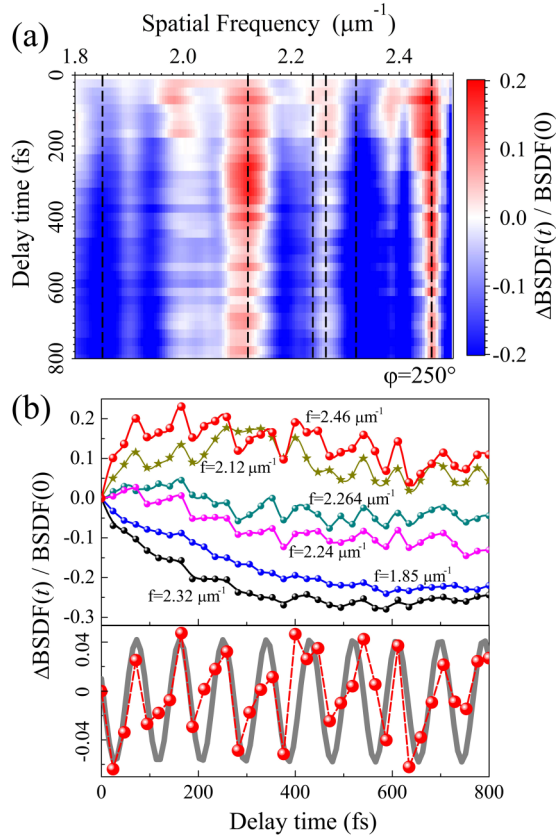 (a)
Spatial Frequency (μm⁻¹)
1.8 2.0 2.2 2.4
0
200
400
600
800
Delay time (fs)
0.2
0.1
0.0
-0.1
-0.2
ΔBSDF(t) / BSDF(0)
φ=250°
(b)
0.2
0.1
0.0
-0.1
-0.2
-0.3
f=2.46 μm⁻¹
f=2.12 μm⁻¹
f=2.264 μm⁻¹
f=2.24 μm⁻¹
f=1.85 μm⁻¹
f=2.32 μm⁻¹
ΔBSDF(t) / BSDF(0)
0.04
0
-0.04
0 200 400 600 800
Delay time (fs)